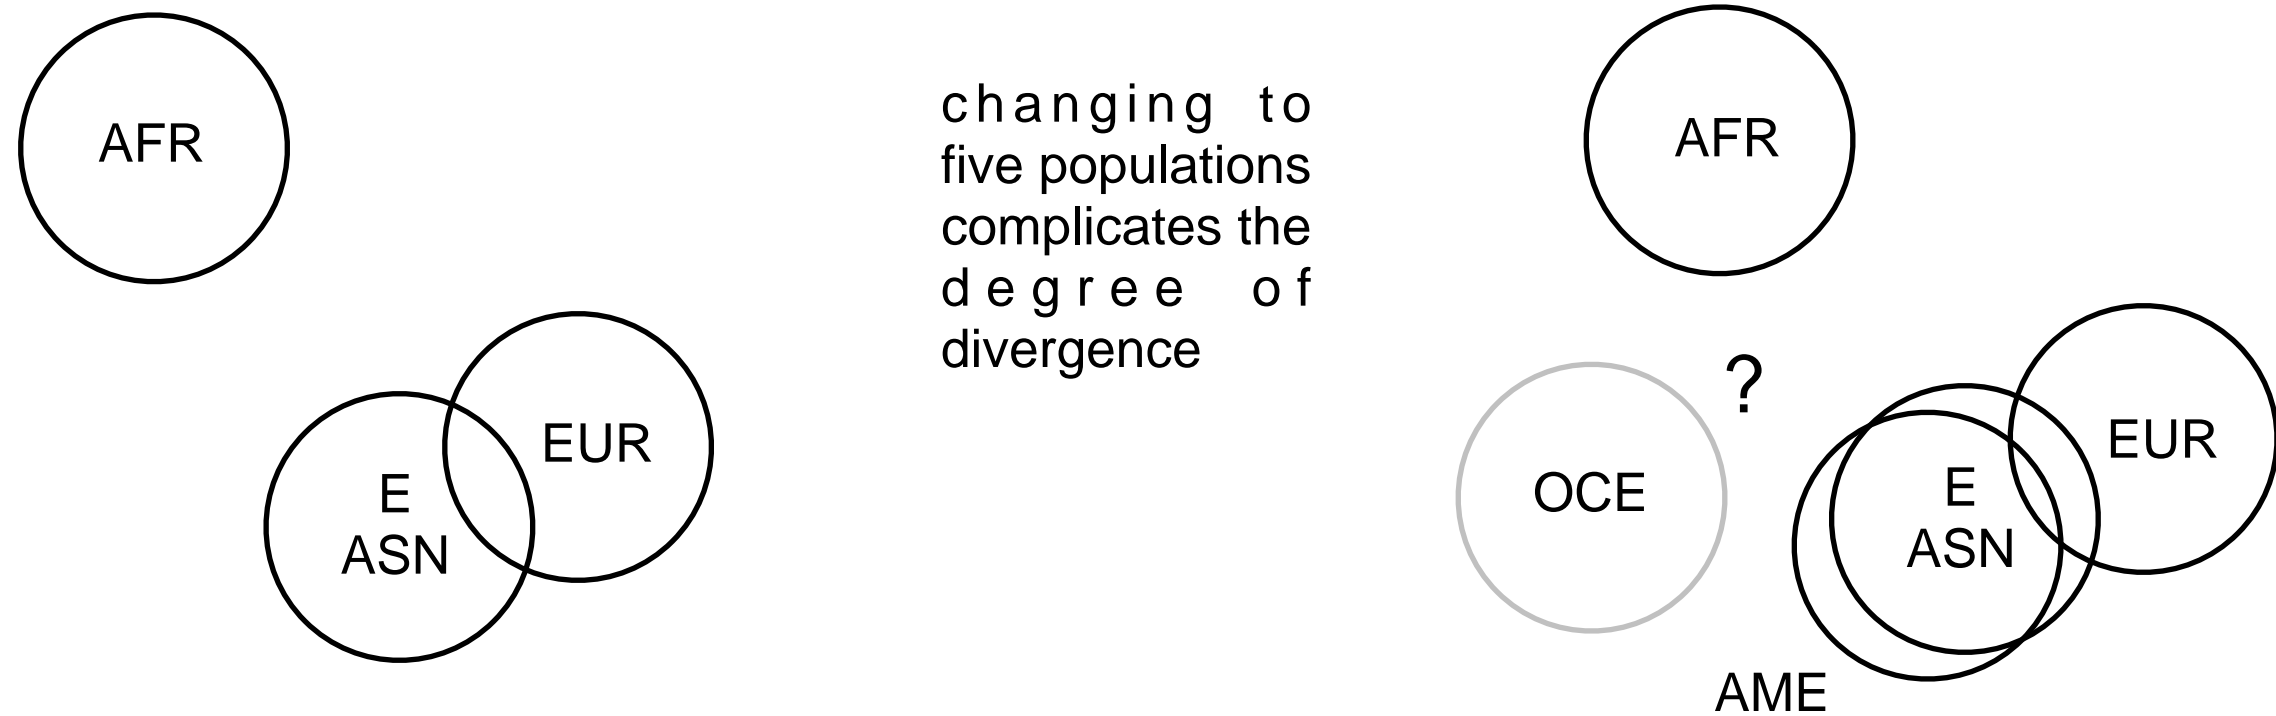 AFR
E
ASN
EUR
changing to
five populations
complicates the
degree of
divergence
AFR
?
OCE
E
ASN
EUR
AME